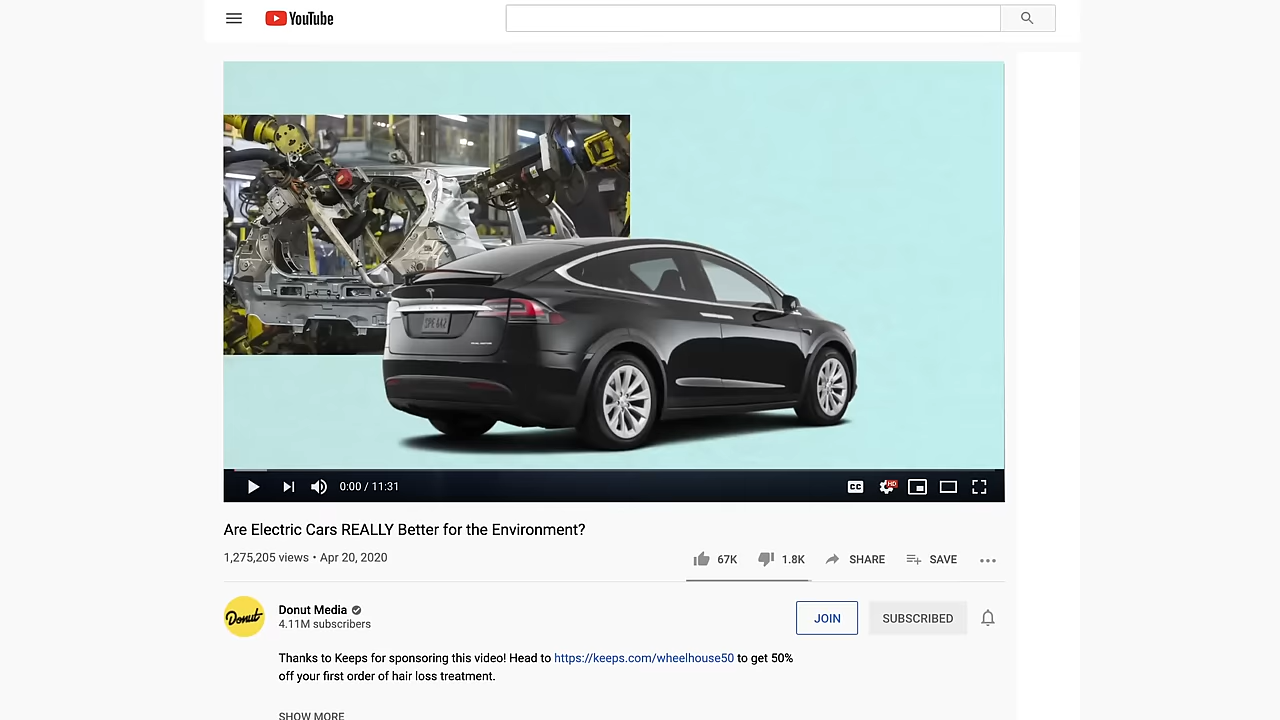 YouTube
0:00 / 11:31
CC
HD
Are Electric Cars REALLY Better for the Environment?
1,275,205 views • Apr 20, 2020
67K
1.8K
SHARE
SAVE
Donut
Donut Media
4.11M subscribers
JOIN
SUBSCRIBED
Thanks to Keeps for sponsoring this video! Head to https://keeps.com/wheelhouse50 to get 50%
off your first order of hair loss treatment.
SHOW MORE